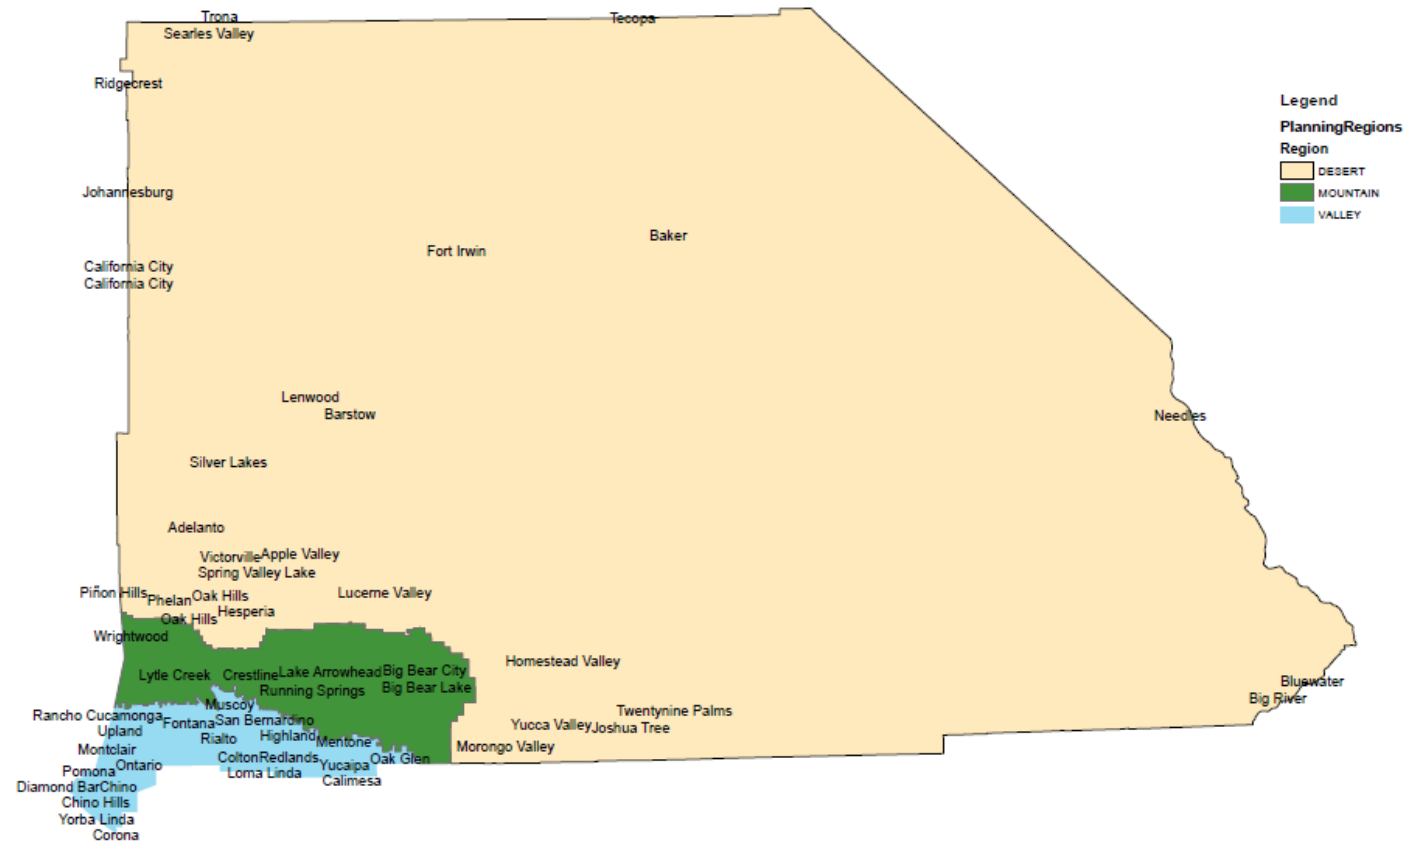 Trona
Tecopa
Searles Valley
Ridgecrest
Legend
PlanningRegions
Region
DESERT
MOUNTAIN
VALLEY
Johannesburg
Baker
Fort Irwin
California City
California City
Lenwood
Barstow
Needles
Silver Lakes
Adelanto
Victorville
Apple Valley
Spring Valley Lake
Piñon Hills
Phelan
Oak Hills
Lucerne Valley
Hesperia
Oak Hills
Wrightwood
Homestead Valley
Lytle Creek
Crestline
Lake Arrowhead
Big Bear City
Running Springs
Big Bear Lake
Bluewater
Big River
Muscoy
Twentynine Palms
Rancho Cucamonga
Fontana
San Bernardino
Yucca Valley
Joshua Tree
Upland
Rialto
Highland
Mentone
Morongo Valley
Montclair
Ontario
Colton
Redlands
Yucaipa
Oak Glen
Pomona
Loma Linda
Calimesa
Diamond Bar
Chino
Chino Hills
Yorba Linda
Corona